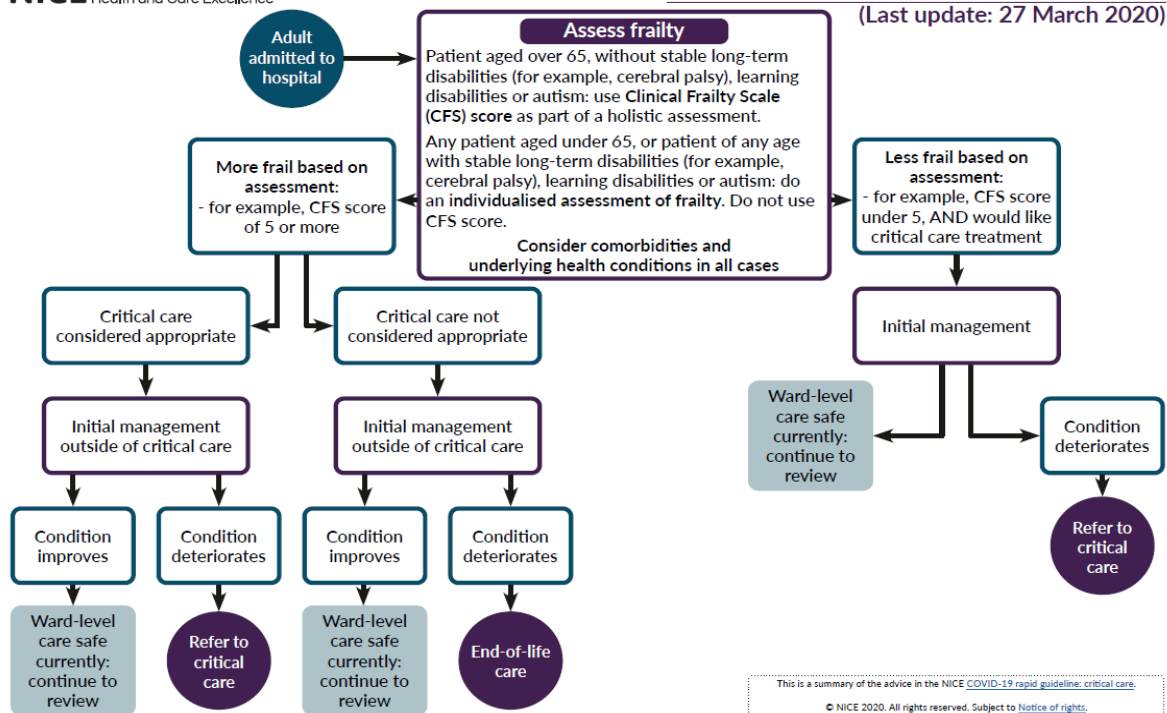 NICE Health and Care Excellence
(Last update: 27 March 2020)
Adult
admitted to
hospital
Assess frailty
Patient aged over 65, without stable long-term
disabilities (for example, cerebral palsy), learning
disabilities or autism: use Clinical Frailty Scale
(CFS) score as part of a holistic assessment.
Any patient aged under 65, or patient of any age
with stable long-term disabilities (for example,
cerebral palsy), learning disabilities or autism: do
an individualised assessment of frailty. Do not use
CFS score.
Consider comorbidities and
underlying health conditions in all cases
More frail based on
assessment:
- for example, CFS score
of 5 or more
Less frail based on
assessment:
- for example, CFS score
under 5, AND would like
critical care treatment
Critical care
considered appropriate
Critical care not
considered appropriate
Initial management
Initial management
outside of critical care
Initial management
outside of critical care
Ward-level
care safe
currently:
continue to
review
Condition
deteriorates
Condition
improves
Condition
deteriorates
Condition
improves
Condition
deteriorates
Refer to
critical
care
Ward-level
care safe
currently:
continue to
review
Refer to
critical
care
Ward-level
care safe
currently:
continue to
review
End-of-life
care
This is a summary of the advice in the NICE COVID-19 rapid guideline: critical care.
© NICE 2020. All rights reserved. Subject to Notice of rights.